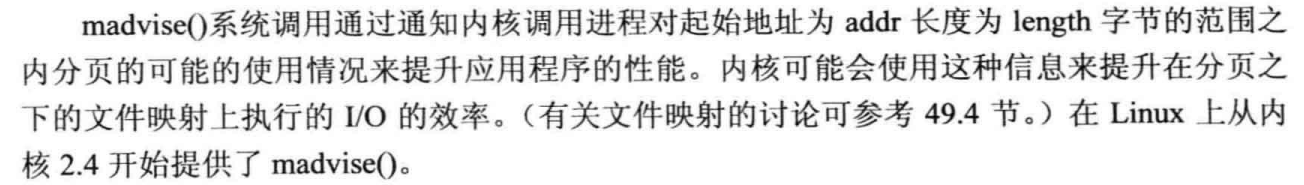 madvise()系统调用通过通知内核调用进程对起始地址为 addr 长度为 length 字节的范围之
内分页的可能的使用情况来提升应用程序的性能。内核可能会使用这种信息来提升在分页之
下的文件映射上执行的 I/O 的效率。（有关文件映射的讨论可参考 49.4 节。）在 Linux 上从内
核 2.4 开始提供了 madvise()。